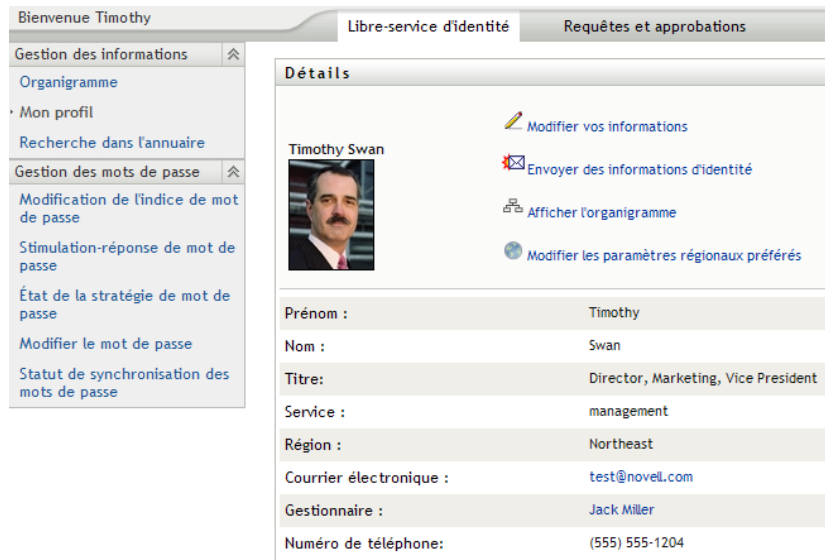 Bienvenue Timothy
Libre-service d'identité
Requêtes et approbations
Gestion des informations
Organigramme
Mon profil
Recherche dans l'annuaire
Gestion des mots de passe
Modification de l'indice de mot
de passe
Stimulation-réponse de mot de
passe
État de la stratégie de mot de
passe
Modifier le mot de passe
Statut de synchronisation des
mots de passe
Détails
Timothy Swan
Modifier vos informations
Envoyer des informations d'identité
Afficher l'organigramme
Modifier les paramètres régionaux préférés
Prénom : Timothy
Nom : Swan
Titre: Director, Marketing, Vice President
Service : management
Région : Northeast
Courrier électronique : test@novell.com
Gestionnaire : Jack Miller
Numéro de téléphone: (555) 555-1204